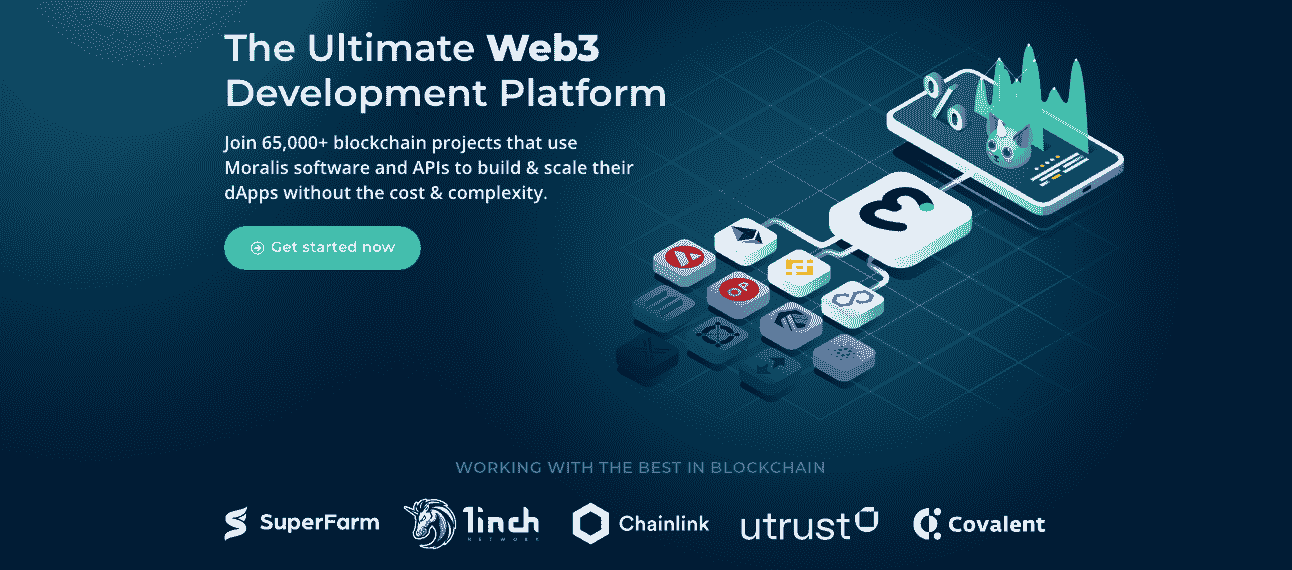 The Ultimate Web3
Development Platform
Join 65,000+ blockchain projects that use
Moralis software and APIs to build & scale their
dApps without the cost & complexity.
Get started now
%
OP
WORKING WITH THE BEST IN BLOCKCHAIN
SuperFarm
1inch
NETWORK
Chainlink
utrust
Covalent